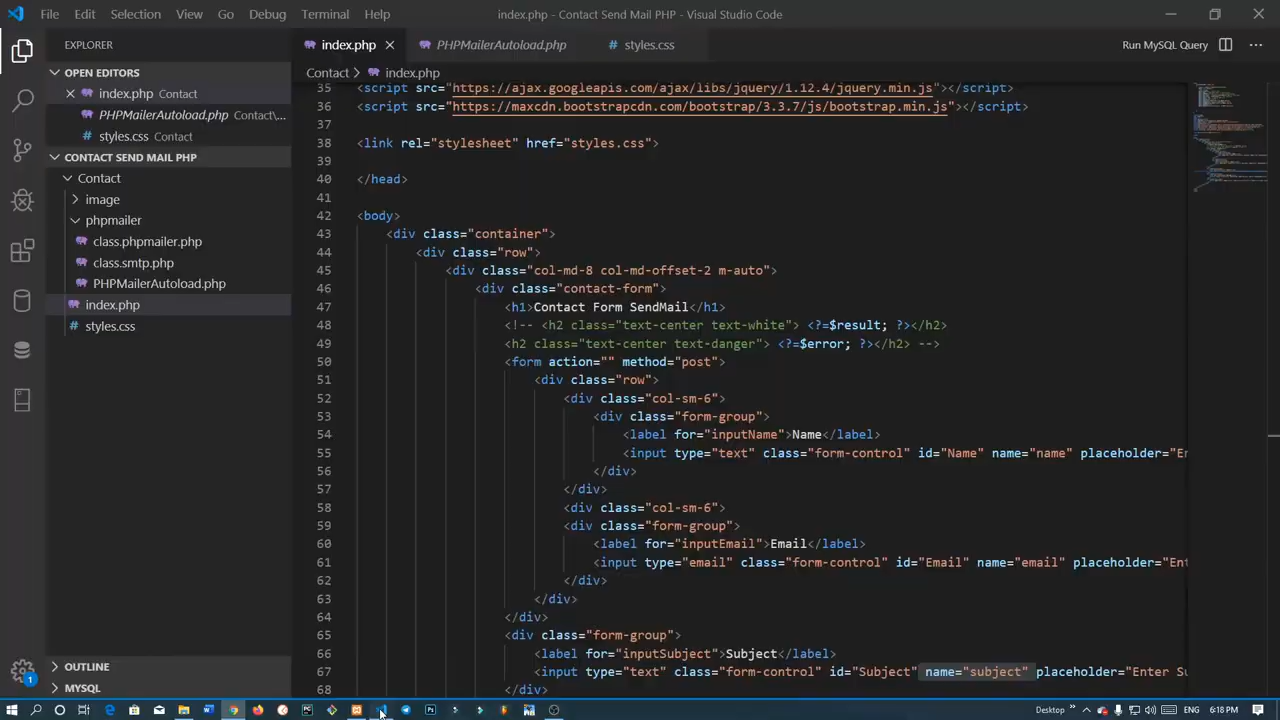 File Edit Selection View Go Debug Terminal Help
index.php - Contact Send Mail PHP - Visual Studio Code
EXPLORER
OPEN EDITORS
index.php Contact
PHPMailerAutoload.php Contact\...
styles.css Contact
CONTACT SEND MAIL PHP
Contact
image
phpmailer
class.phpmailer.php
class.smtp.php
PHPMailerAutoload.php
index.php
styles.css
OUTLINE
MYSQL
1
index.php PHPMailerAutoload.php styles.css
Run MySQL Query
Contact index.php
35 <script src="https://ajax.googleapis.com/ajax/libs/jquery/1.12.4/jquery.min.js"></script>
36 <script src="https://maxcdn.bootstrapcdn.com/bootstrap/3.3.7/js/bootstrap.min.js"></script>
37
38 <link rel="stylesheet" href="styles.css">
39
40 </head>
41
42 <body>
43 <div class="container">
44 <div class="row">
45 <div class="col-md-8 col-md-offset-2 m-auto">
46 <div class="contact-form">
47 <h1>Contact Form SendMail</h1>
48 <!-- <h2 class="text-center text-white"> <?=$result; ?></h2>
49 <h2 class="text-center text-danger"> <?=$error; ?></h2> -->
50 <form action="" method="post">
51 <div class="row">
52 <div class="col-sm-6">
53 <div class="form-group">
54 <label for="inputName">Name</label>
55 <input type="text" class="form-control" id="Name" name="name" placeholder="En
56 </div>
57 </div>
58 <div class="col-sm-6">
59 <div class="form-group">
60 <label for="inputEmail">Email</label>
61 <input type="email" class="form-control" id="Email" name="email" placeholder="Ent
62 </div>
63 </div>
64 </div>
65 <div class="form-group">
66 <label for="inputSubject">Subject</label>
67 <input type="text" class="form-control" id="Subject" name="subject" placeholder="Enter Su
68 </div>
Desktop
6:18 PM